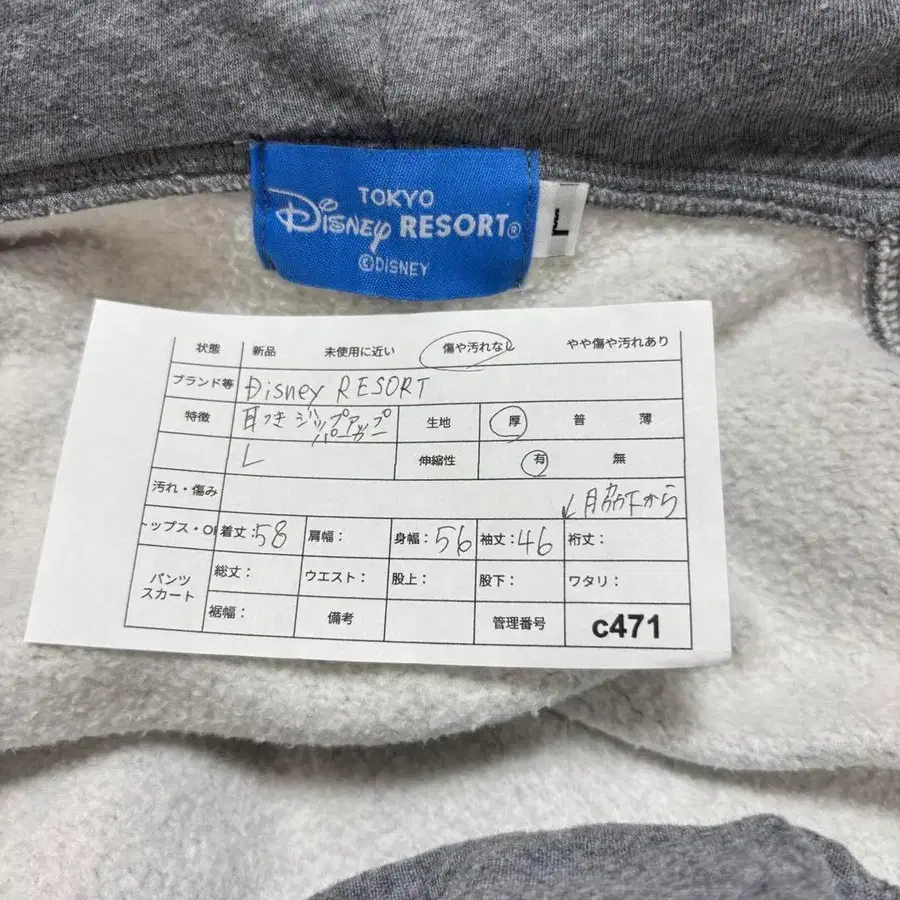 TOKYO
Disney RESORT®
©DISNEY
L
状態 新品 未使用に近い 傷や汚れなし やや傷や汚れあり
ブランド等 Disney RESORT
特徴 耳つき ジップアップパーカー 生地 厚 普 薄
L 伸縮性 有 無
汚れ・傷み ↙脇下から
トップス・O 着丈:58 肩幅: 身幅:56 袖丈:46 裄丈:
パンツ スカート 総丈: ウエスト: 股上: 股下: ワタリ:
裾幅: 備考 管理番号 c471